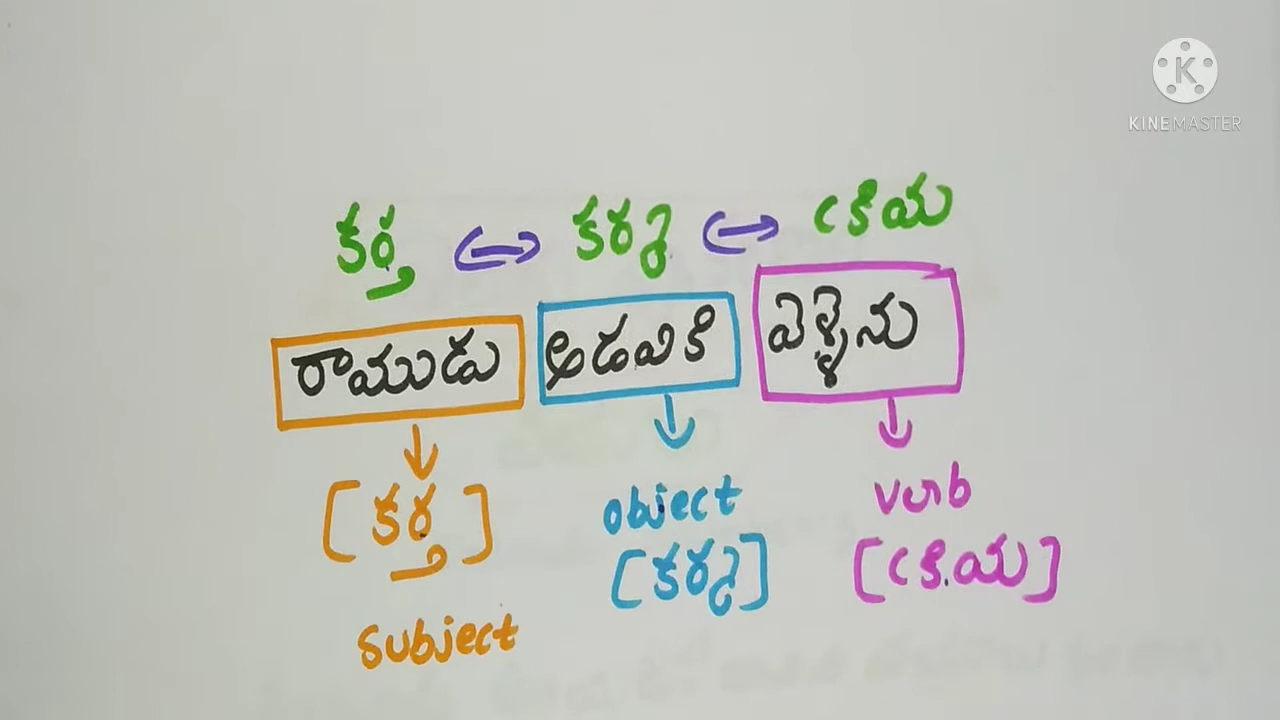 K
KINEMASTER
కర్త కర్మ క్రియ
రాముడు అడవికి వెళ్ళెను
object verb
[కర్త] [కర్మ] [క్రియ]
subject